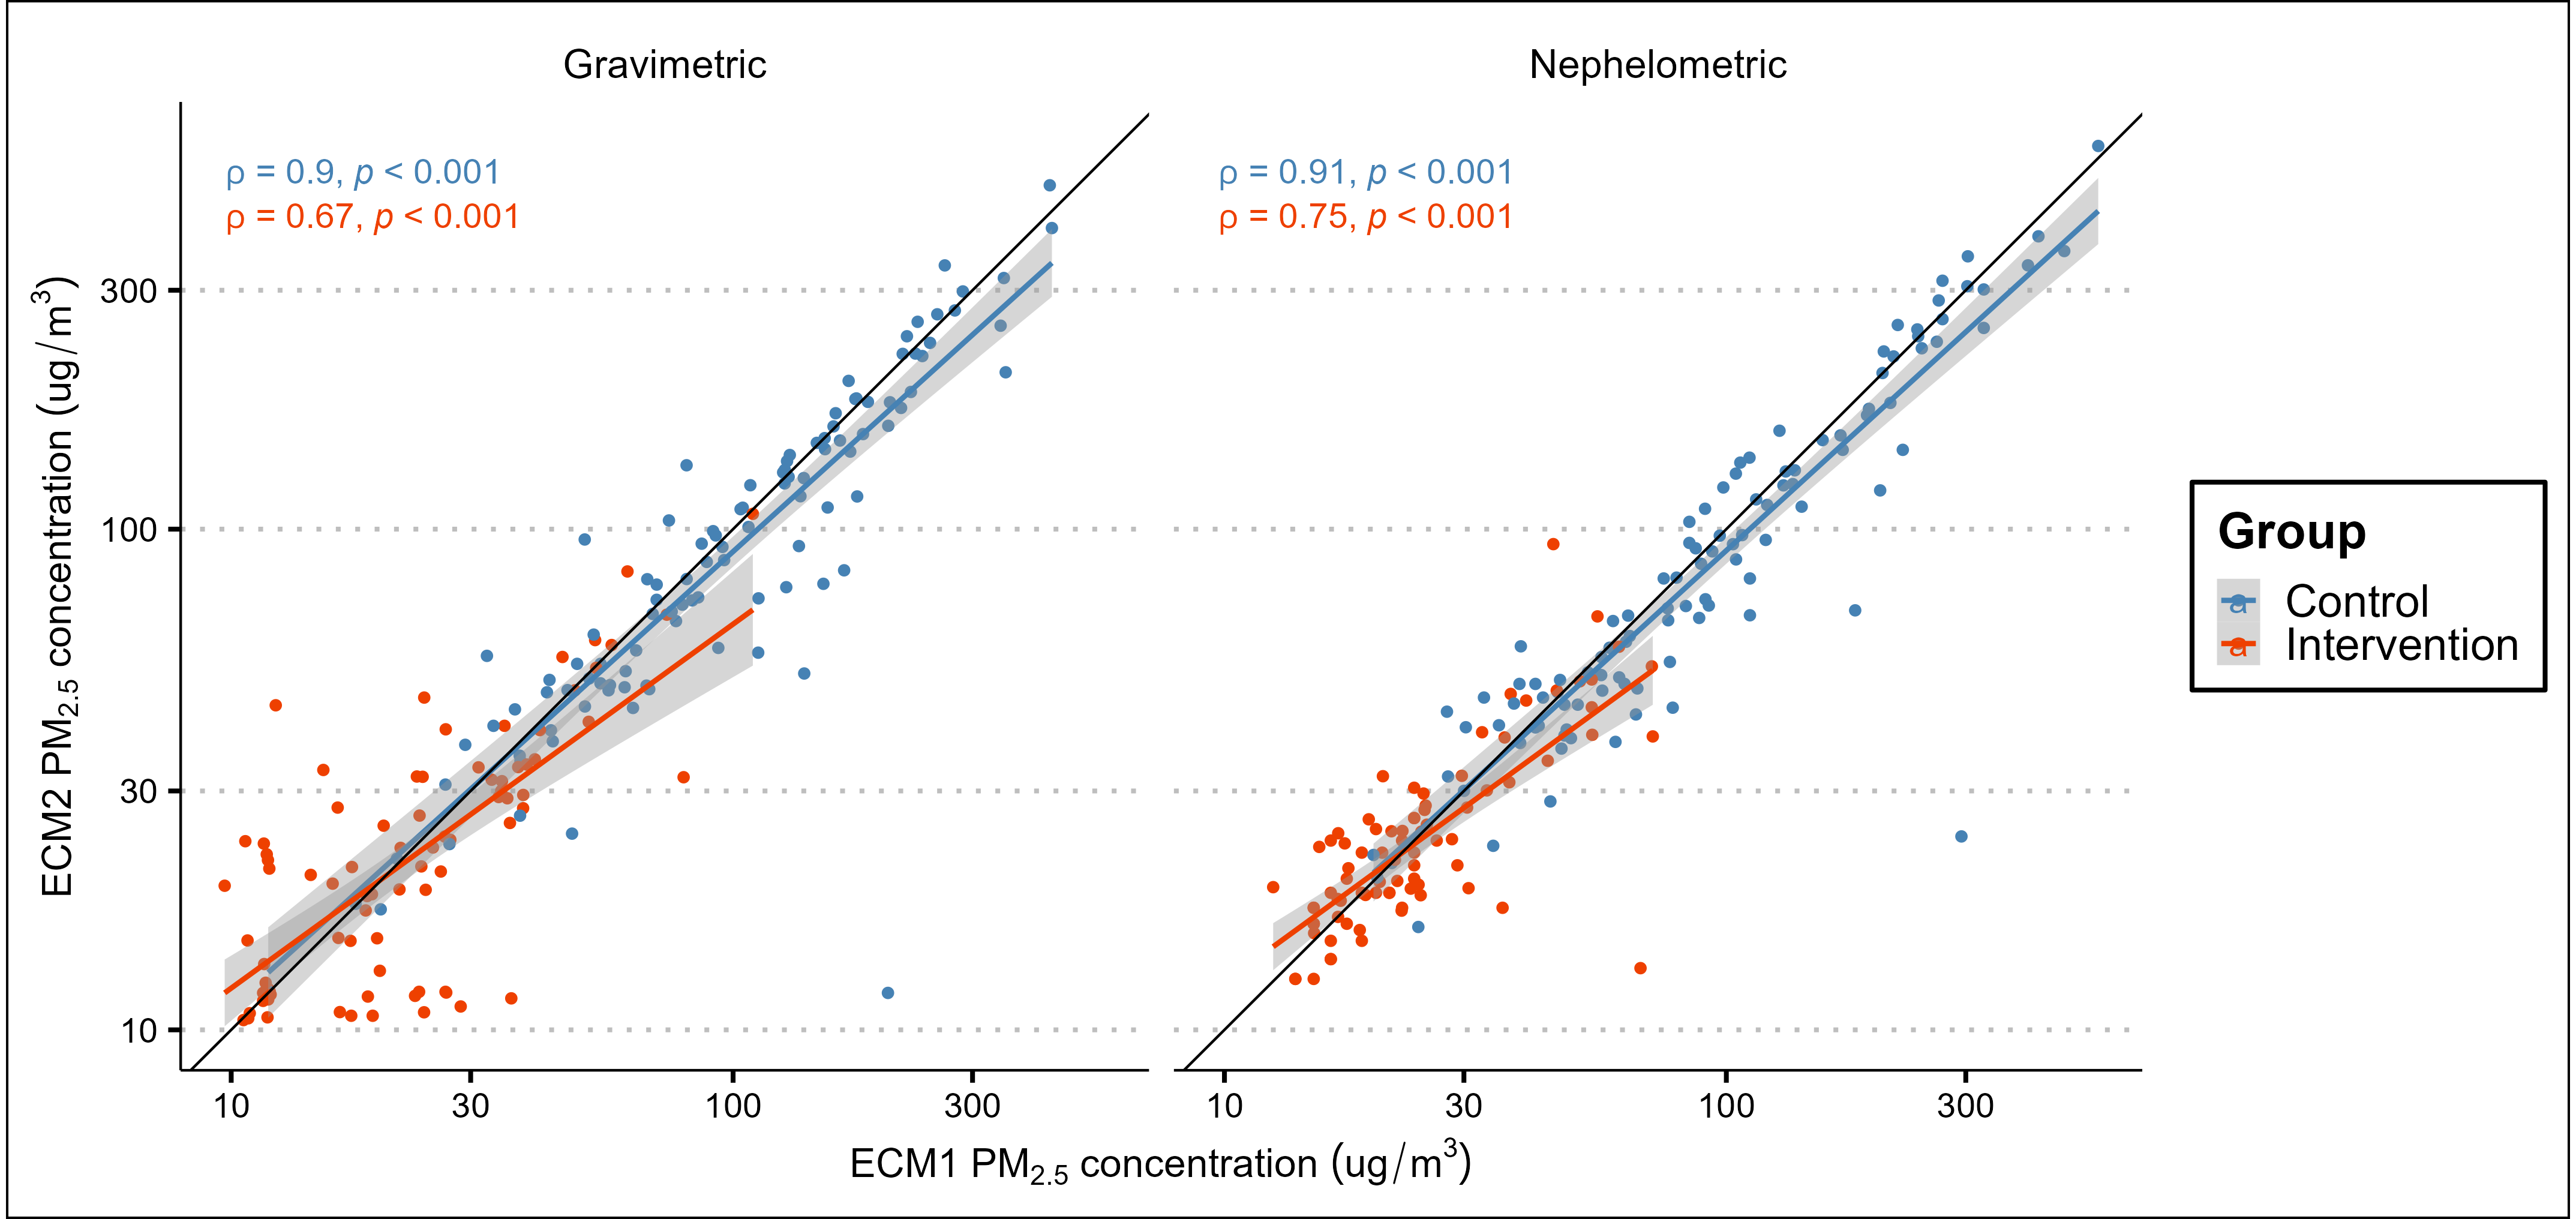 Gravimetric
Nephelometric
ρ = 0.9, p < 0.001
ρ = 0.67, p < 0.001
ρ = 0.91, p < 0.001
ρ = 0.75, p < 0.001
ECM2 PM2.5 concentration (ug/m³)
300
100
30
10
10
30
100
300
10
30
100
300
ECM1 PM2.5 concentration (ug/m³)
Group
a Control
a Intervention